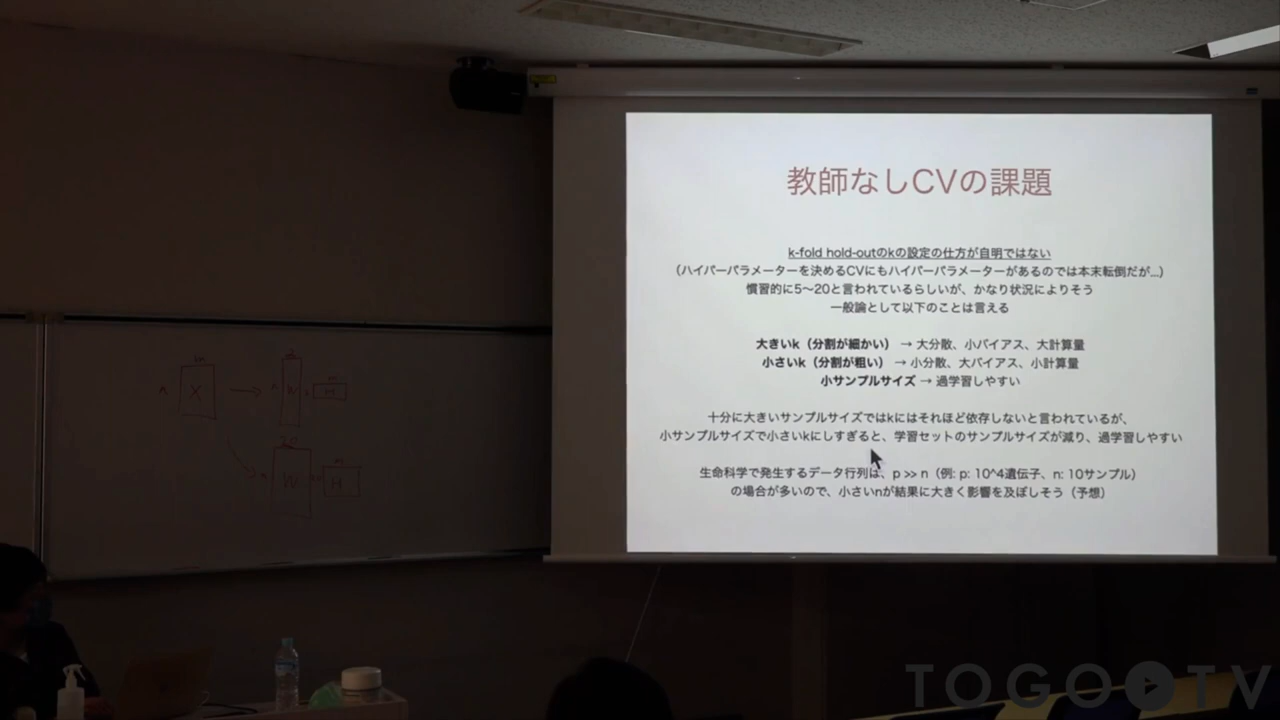 教師なしCVの課題
k-fold hold-outのkの設定の仕方が自明ではない
（ハイパーパラメーターを決めるCVにもハイパーパラメーターがあるのでは本末転倒だが...）
慣習的に5〜20と言われているらしいが、かなり状況によりそう
一般論として以下のことは言える
大きいk（分割が細かい） → 大分散、小バイアス、大計算量
小さいk（分割が粗い） → 小分散、大バイアス、小計算量
小サンプルサイズ → 過学習しやすい
十分に大きいサンプルサイズではkにはそれほど依存しないと言われているが、
小サンプルサイズで小さいkにしすぎると、学習セットのサンプルサイズが減り、過学習しやすい
生命科学で発生するデータ行列は、p >> n（例: p: 10^4遺伝子、n: 10サンプル）
の場合が多いので、小さいnが結果に大きく影響を及ぼしそう（予想）
X
W
H
20
W
H
TOGO TV